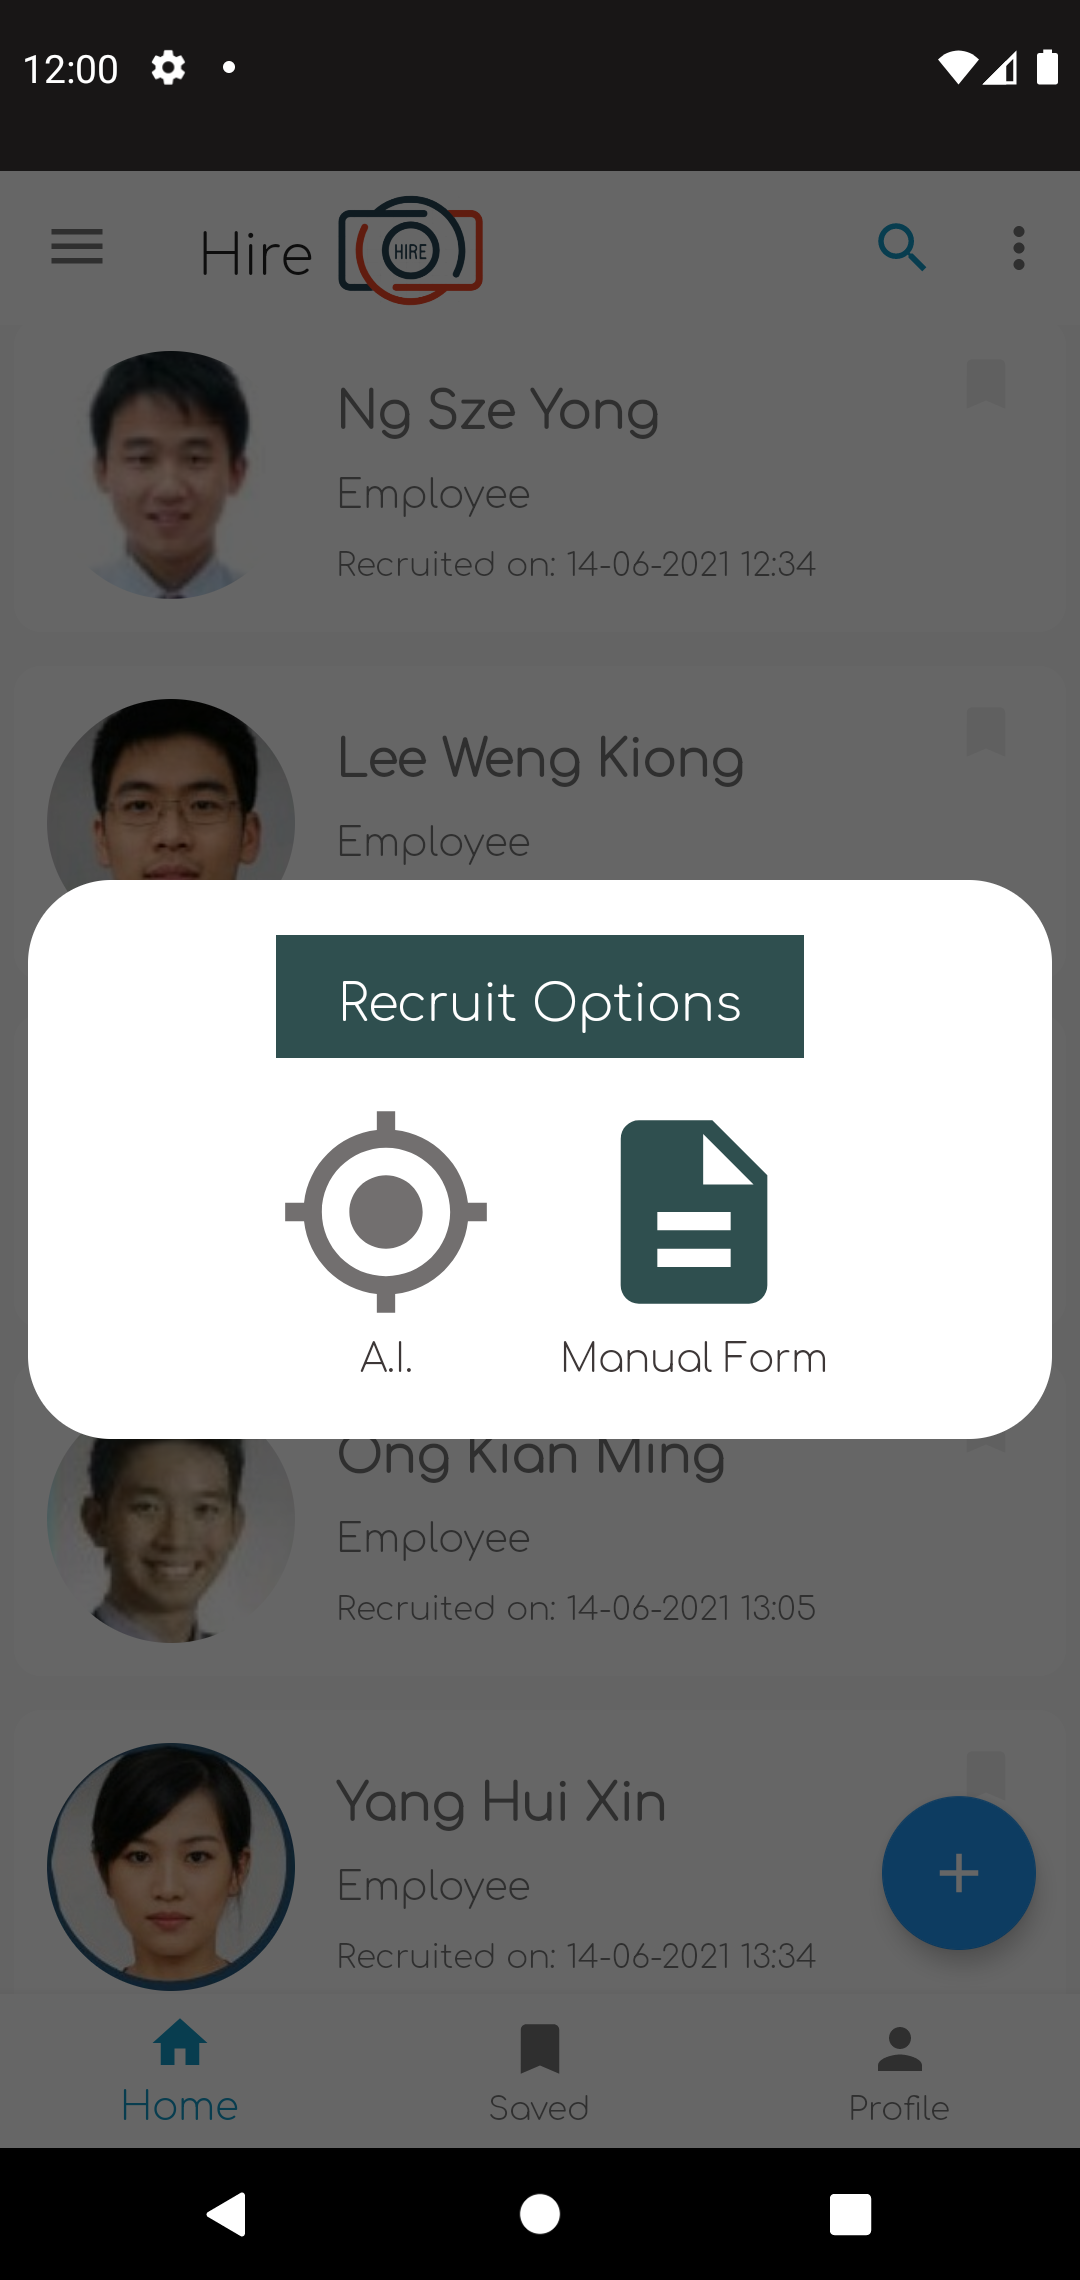 12:00
Hire
HIRE
Ng Sze Yong
Employee
Recruited on: 14-06-2021 12:34
Lee Weng Kiong
Employee
Recruit Options
A.I.
Manual Form
Ong Kian Ming
Employee
Recruited on: 14-06-2021 13:05
Yang Hui Xin
Employee
Recruited on: 14-06-2021 13:34
Home
Saved
Profile